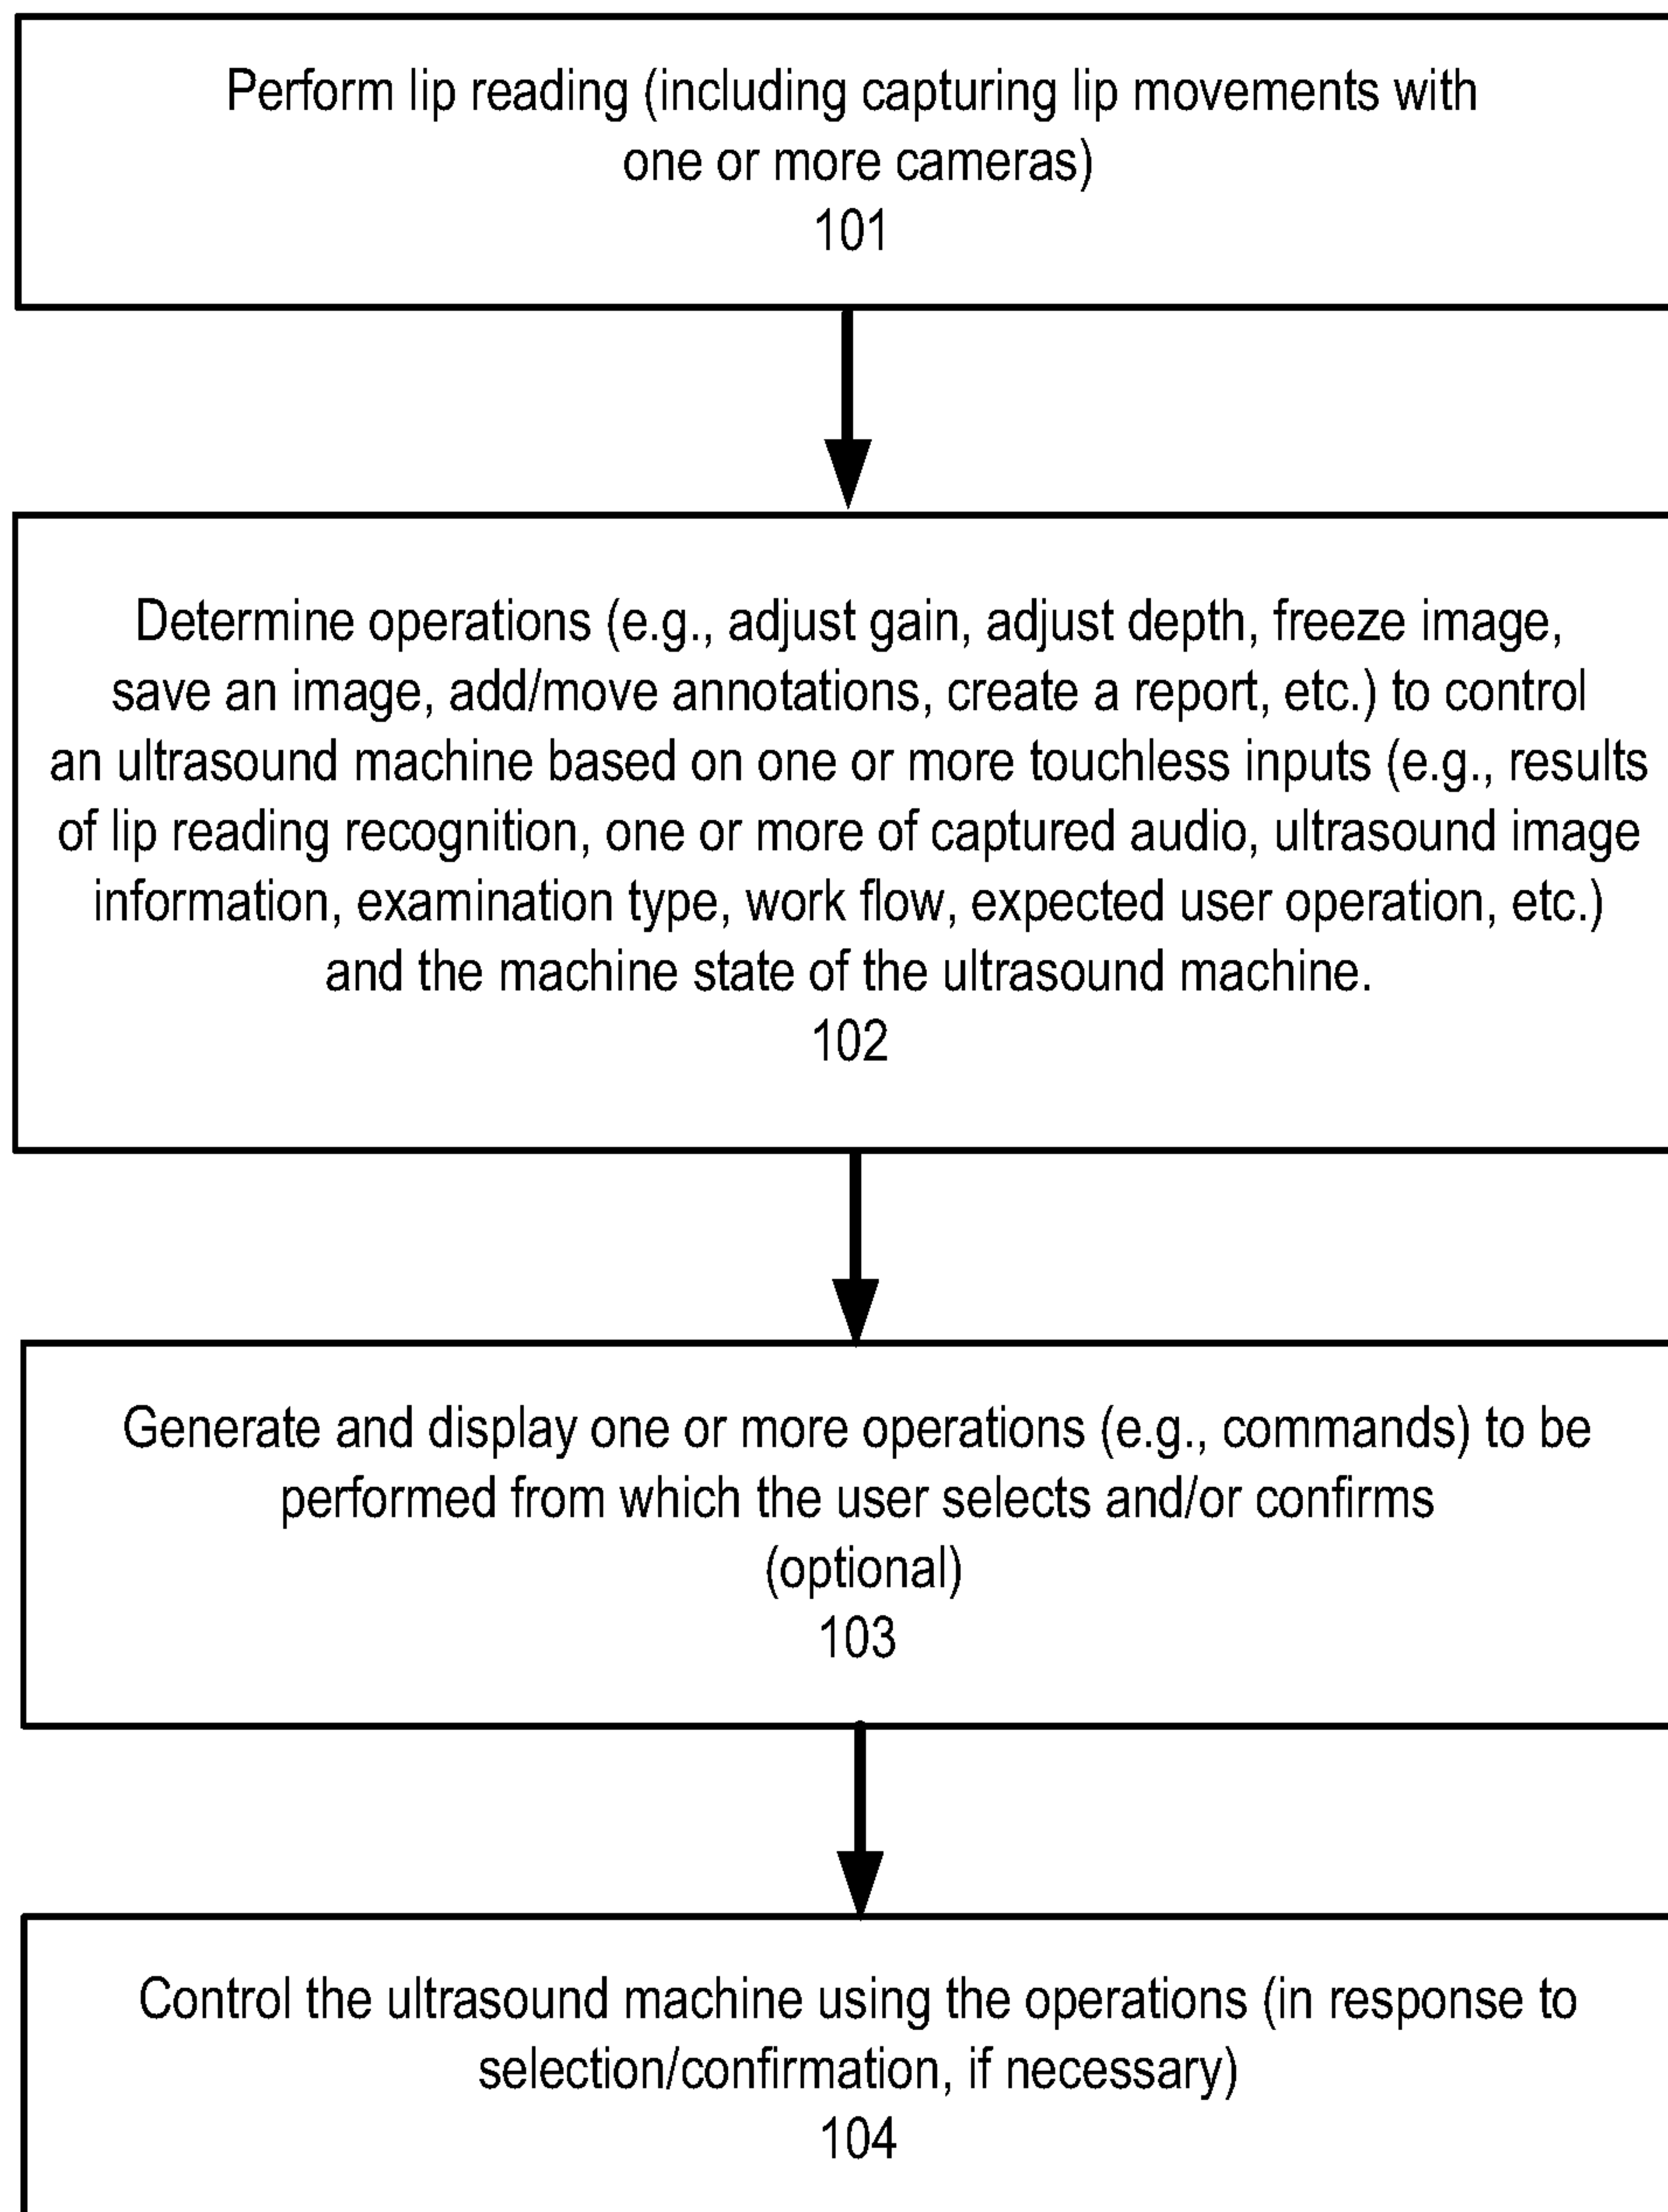 Perform lip reading (including capturing lip movements with
one or more cameras)
101
Determine operations (e.g., adjust gain, adjust depth, freeze image,
save an image, add/move annotations, create a report, etc.) to control
an ultrasound machine based on one or more touchless inputs (e.g., results
of lip reading recognition, one or more of captured audio, ultrasound image
information, examination type, work flow, expected user operation, etc.)
and the machine state of the ultrasound machine.
102
Generate and display one or more operations (e.g., commands) to be
performed from which the user selects and/or confirms
(optional)
103
Control the ultrasound machine using the operations (in response to
selection/confirmation, if necessary)
104